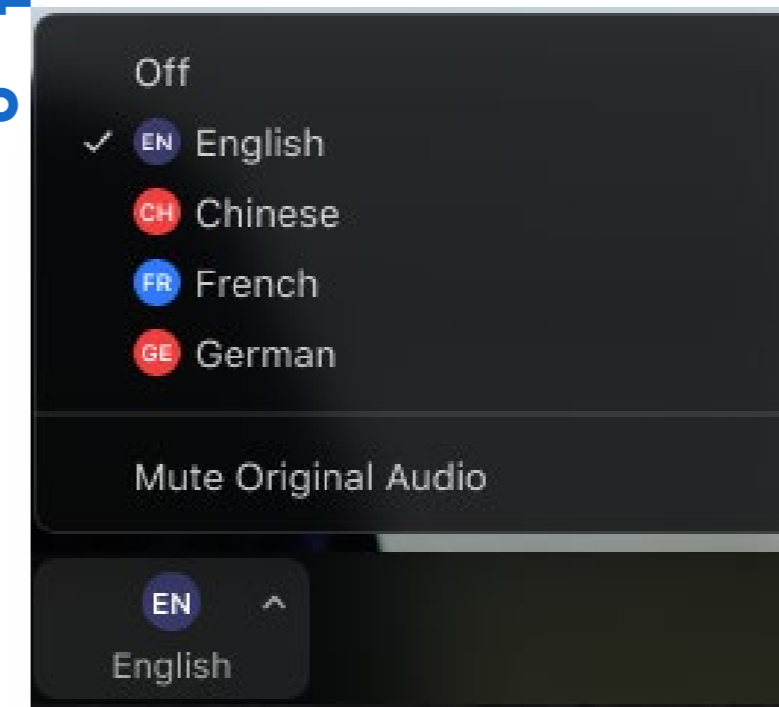 Off
EN English
CH Chinese
FR French
GE German
Mute Original Audio
EN
English